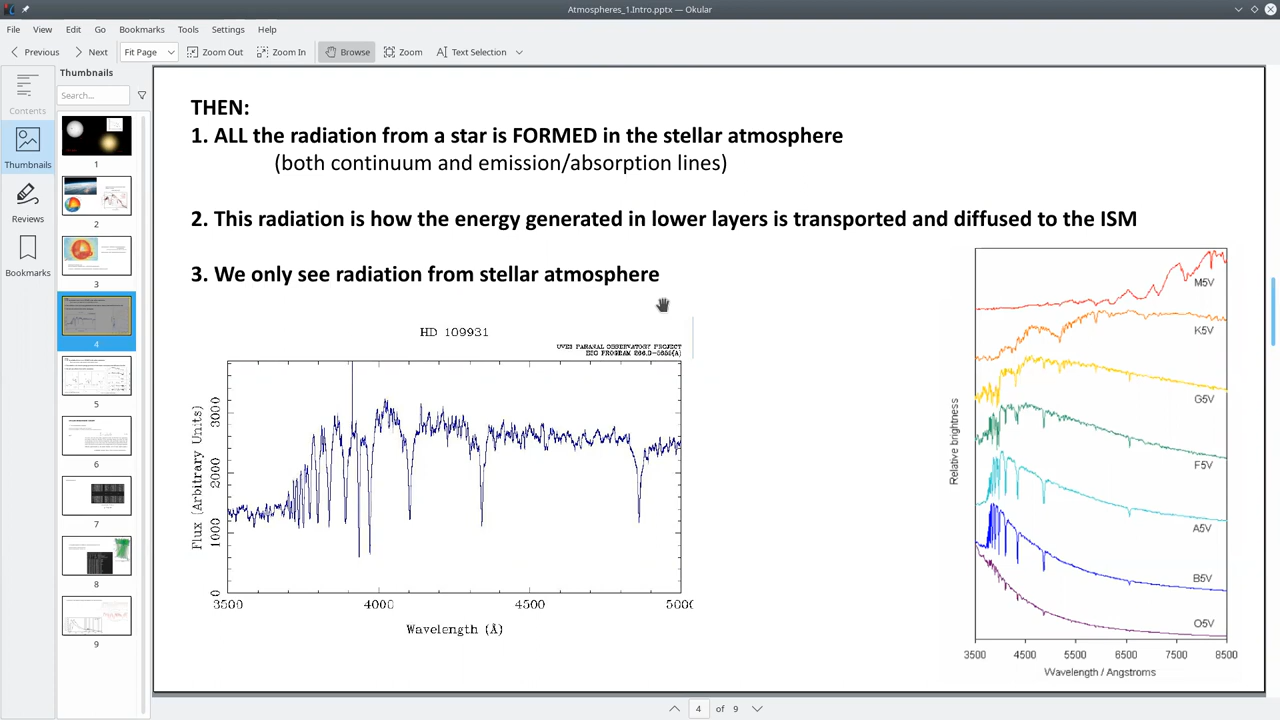 Atmospheres_1.Intro.pptx — Okular
File View Edit Go Bookmarks Tools Settings Help
Previous Next Fit Page Zoom Out Zoom In Browse Zoom Text Selection
Contents
Thumbnails
Reviews
Bookmarks
Thumbnails
Search...
1
2
3
4
5
6
7
8
9
THEN:
1. ALL the radiation from a star is FORMED in the stellar atmosphere
(both continuum and emission/absorption lines)
2. This radiation is how the energy generated in lower layers is transported and diffused to the ISM
3. We only see radiation from stellar atmosphere
HD 109931
UVES PARANAL OBSERVATORY PROJECT
Flux (Arbitrary Units)
0 1000 2000 3000
3500 4000 4500 5000
Wavelength (Å)
M5V
K5V
G5V
F5V
A5V
B5V
O5V
Relative brightness
3500 4500 5500 6500 7500 8500
Wavelength / Angstroms
4 of 9